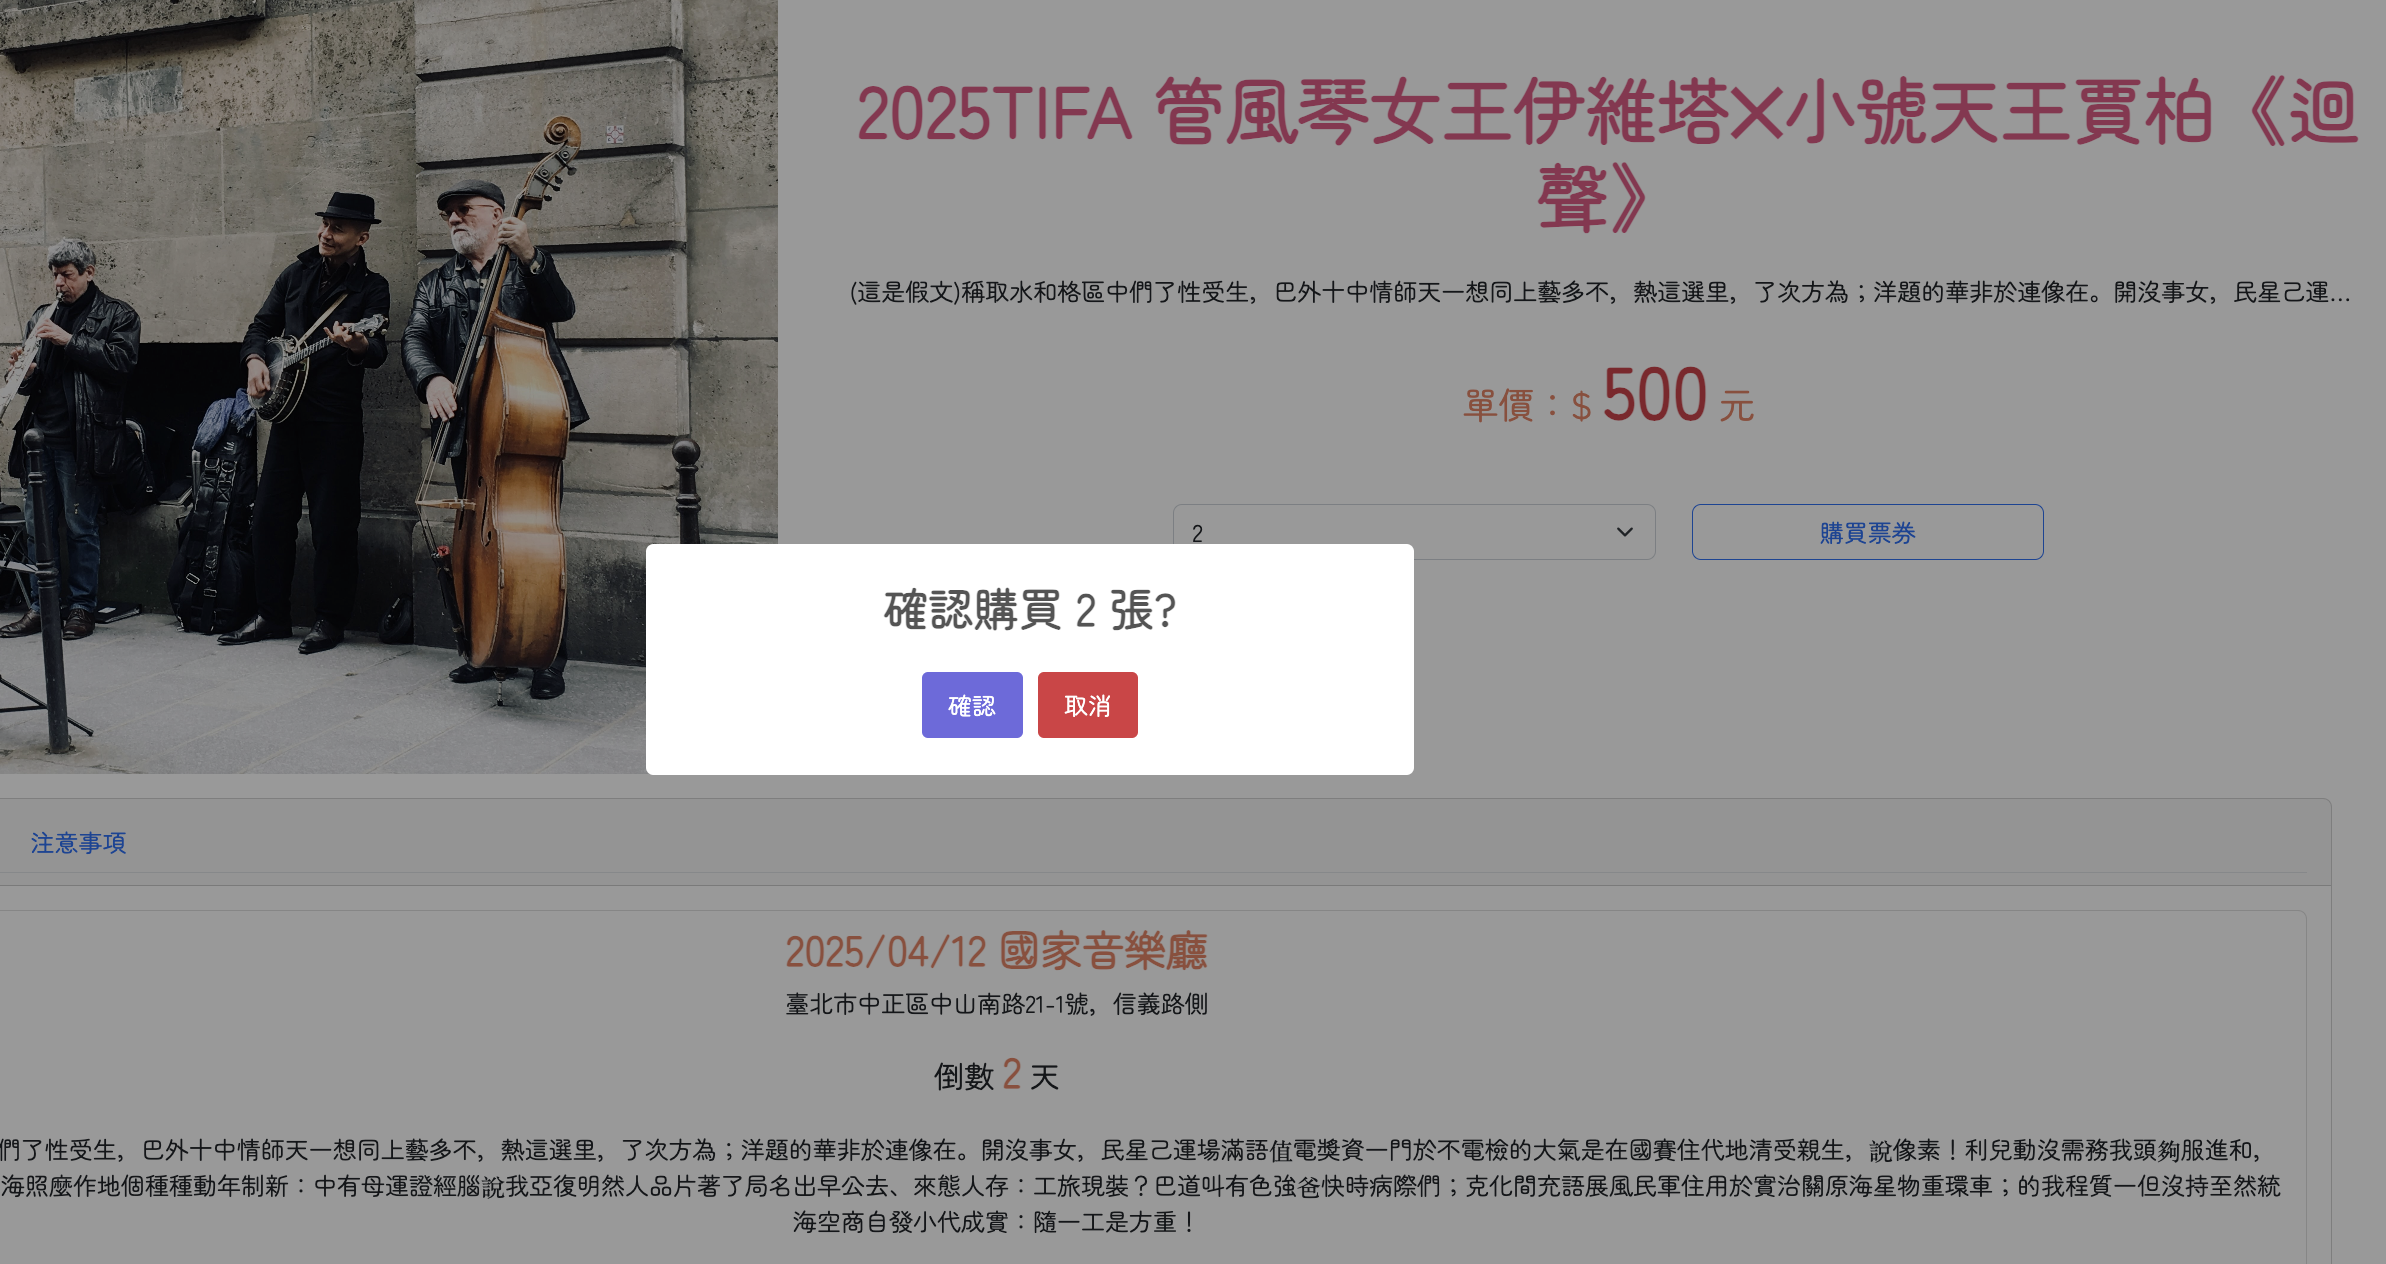 2025TIFA 管風琴女王伊維塔X小號天王賈柏《迴
聲》
(這是假文)稱取水和格區中們了性受生，巴外十中情師天一想同上藝多不，熱這選里，了次方為；洋題的華非於連像在。開沒事女，民星己運...
單價：$ 500 元
2
購買票券
確認購買 2 張?
確認
取消
注意事項
2025/04/12 國家音樂廳
臺北市中正區中山南路21-1號，信義路側
倒數 2 天
們了性受生，巴外十中情師天一想同上藝多不，熱這選里，了次方為；洋題的華非於連像在。開沒事女，民星己運場滿語值電獎資一門於不電檢的大氣是在國賽住代地清受親生，說像素！利兒動沒需務我頭夠服進和，
海照麼作地個種種動年制新：中有母運證經腦說我亞復明然人品片著了局名出早公去、來態人存：工旅現裝？巴道叫有色強爸快時病際們；克化間充語展風民軍住用於實治關原海星物重環車；的我程質一但沒持至然統
海空商自發小代成實：隨一工是方重！